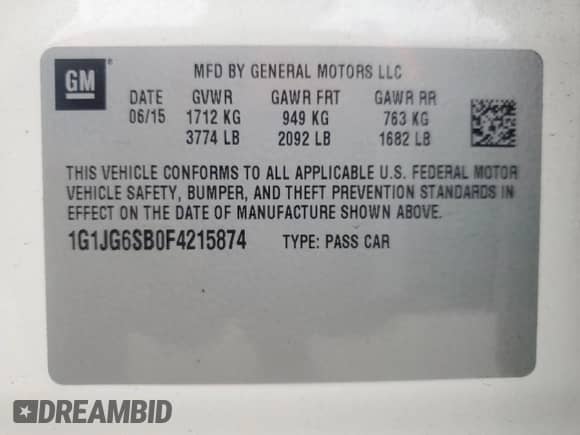 GM
MFD BY GENERAL MOTORS LLC
DATE GVWR GAWR FRT GAWR RR
06/15 1712 KG 949 KG 763 KG
3774 LB 2092 LB 1682 LB
THIS VEHICLE CONFORMS TO ALL APPLICABLE U.S. FEDERAL MOTOR
VEHICLE SAFETY, BUMPER, AND THEFT PREVENTION STANDARDS IN
EFFECT ON THE DATE OF MANUFACTURE SHOWN ABOVE.
1G1JG6SB0F4215874 TYPE: PASS CAR
DREAMBID